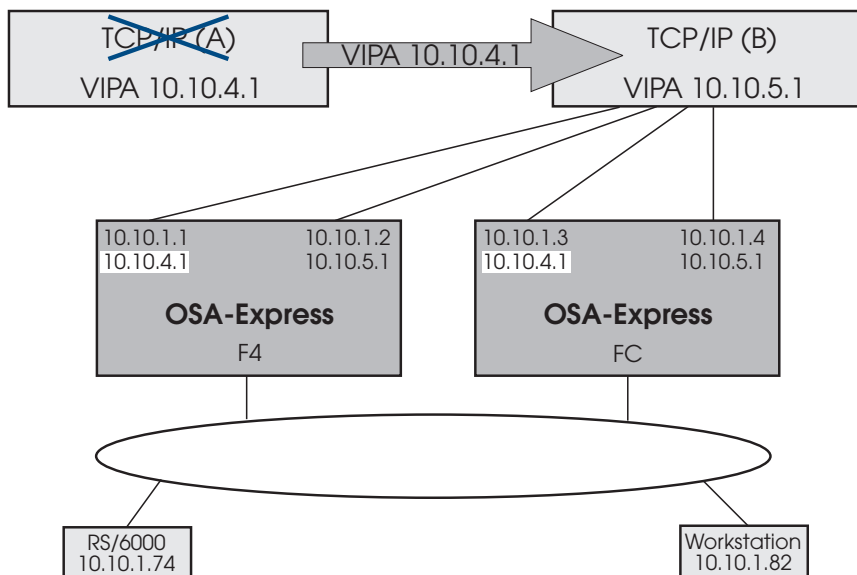 TCP/IP (A)
VIPA 10.10.4.1
VIPA 10.10.4.1
TCP/IP (B)
VIPA 10.10.5.1
10.10.1.1 10.10.1.2
10.10.4.1 10.10.5.1
OSA-Express
F4
10.10.1.3 10.10.1.4
10.10.4.1 10.10.5.1
OSA-Express
FC
RS/6000
10.10.1.74
Workstation
10.10.1.82